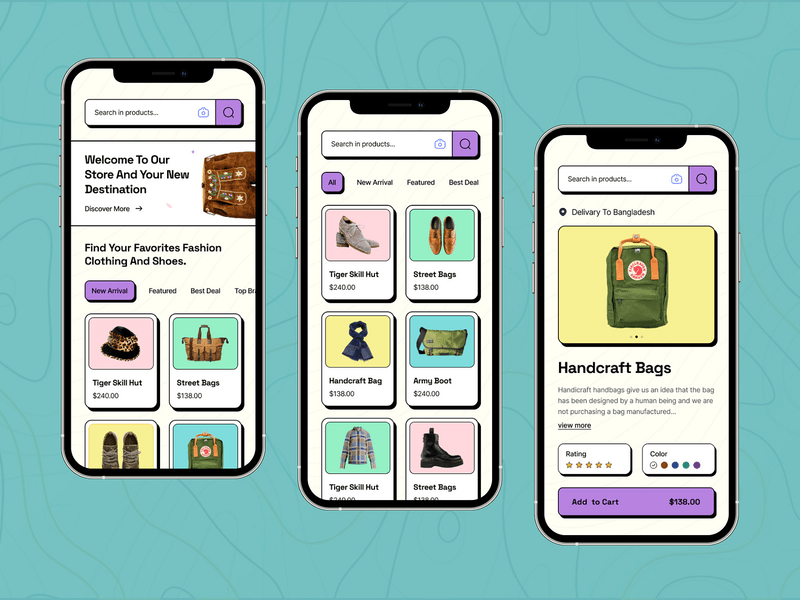 Search in products...
Welcome To Our
Store And Your New
Destination
Discover More
Find Your Favorites Fashion
Clothing And Shoes.
New Arrival
Featured
Best Deal
Top Bra
Tiger Skill Hut
$240.00
Street Bags
$138.00
Search in products...
All
New Arrival
Featured
Best Deal
Tiger Skill Hut
$240.00
Street Bags
$138.00
Handcraft Bag
$138.00
Army Boot
$240.00
Tiger Skill Hut
Street Bags
Search in products...
Delivary To Bangladesh
Handcraft Bags
Handicraft handbags give us an idea that the bag
has been designed by a human being and we are
not purchasing a bag manufactured...
view more
Rating
Color
Add to Cart
$138.00